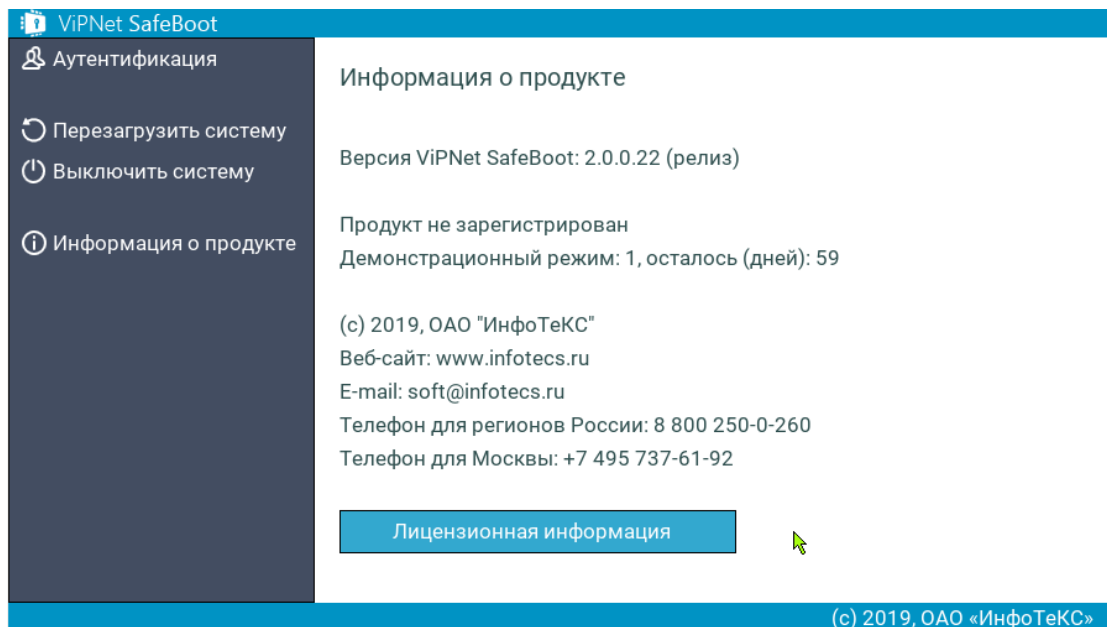 ViPNet SafeBoot
Аутентификация
Перезагрузить систему
Выключить систему
Информация о продукте
Информация о продукте
Версия ViPNet SafeBoot: 2.0.0.22 (релиз)
Продукт не зарегистрирован
Демонстрационный режим: 1, осталось (дней): 59
(c) 2019, ОАО "ИнфоТеКС"
Веб-сайт: www.infotecs.ru
E-mail: soft@infotecs.ru
Телефон для регионов России: 8 800 250-0-260
Телефон для Москвы: +7 495 737-61-92
Лицензионная информация
(c) 2019, ОАО «ИнфоТеКС»